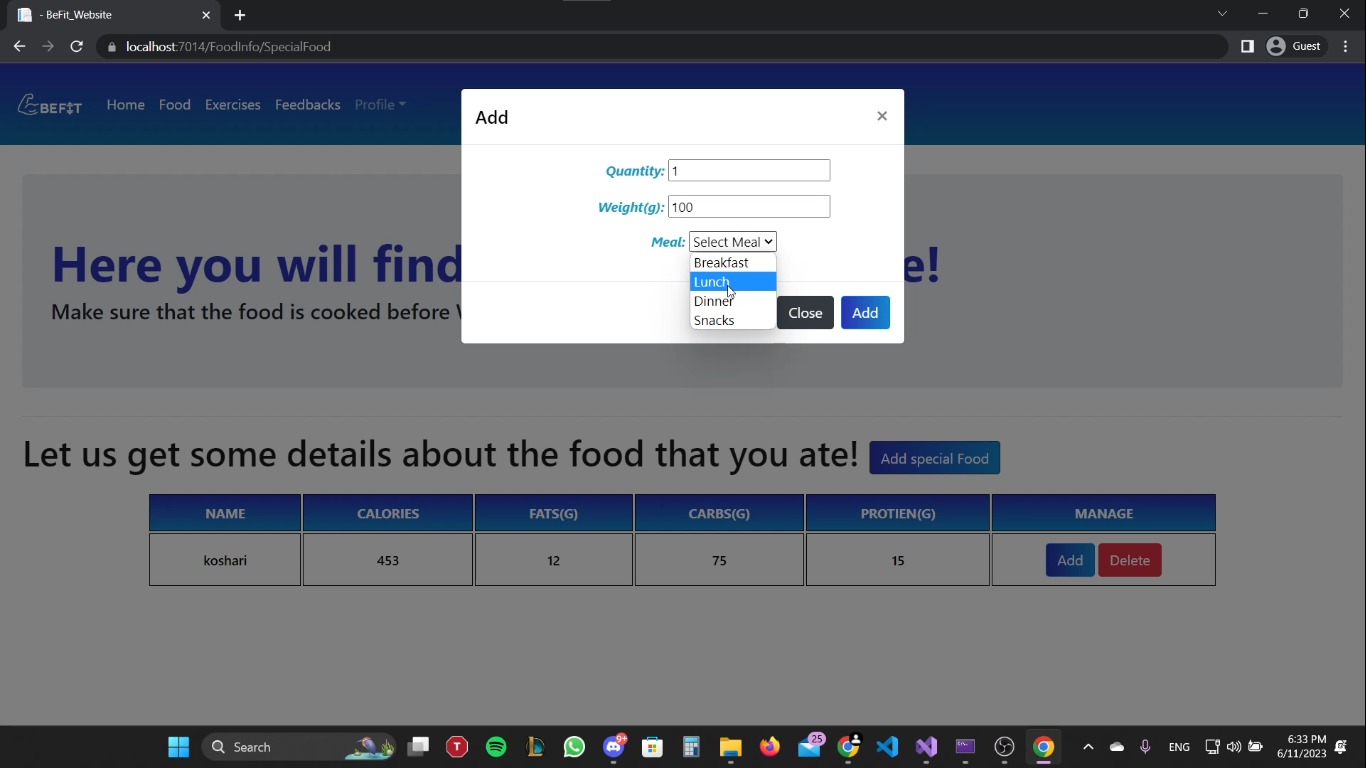 - BeFit_Website
localhost:7014/FoodInfo/SpecialFood
Guest
BEFIT
Home Food Exercises Feedbacks Profile
Add
Quantity: 1
Weight(g): 100
Meal: Select Meal
Breakfast
Lunch
Dinner
Snacks
Close Add
Here you will find e!
Make sure that the food is cooked before
Let us get some details about the food that you ate! Add special Food
NAME CALORIES FATS(G) CARBS(G) PROTIEN(G) MANAGE
koshari 453 12 75 15 Add Delete
Search
T
9+
25
ENG
6:33 PM
6/11/2023